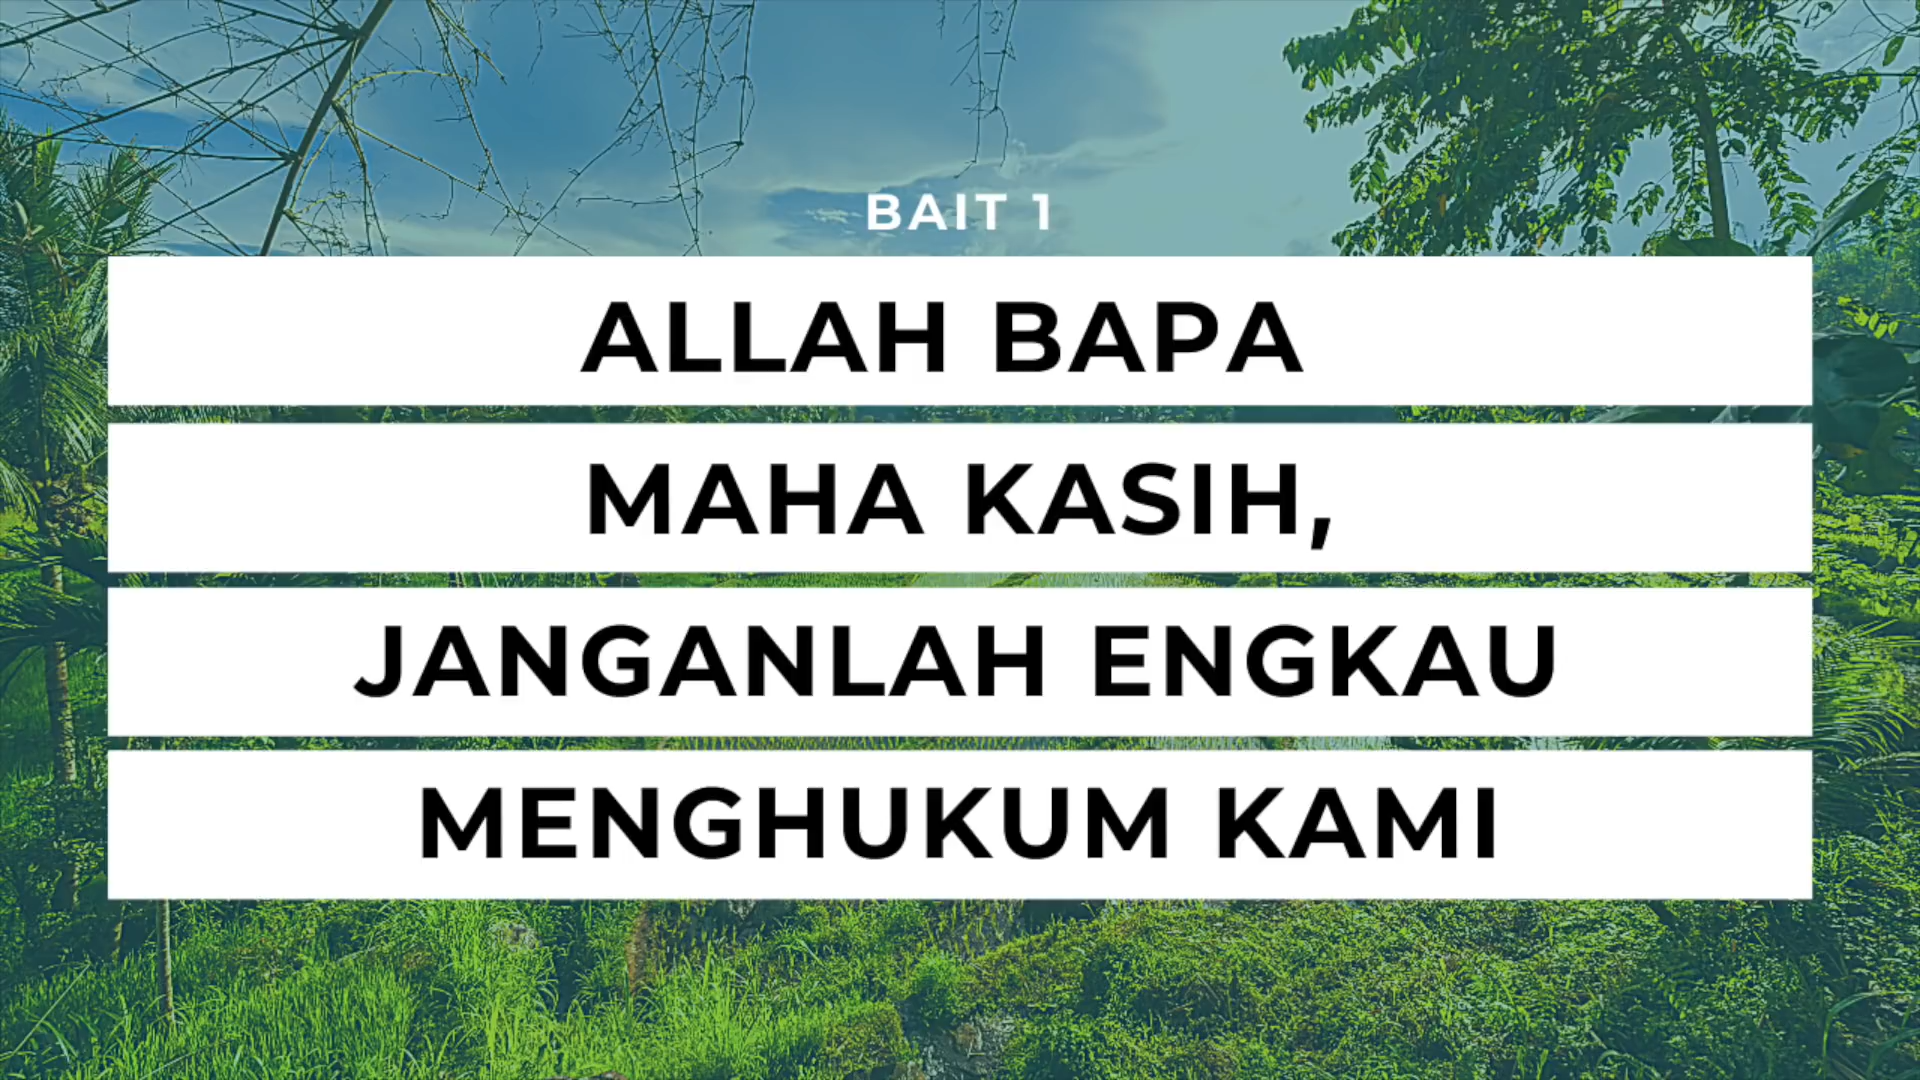 BAIT 1
ALLAH BAPA
MAHA KASIH,
JANGANLAH ENGKAU
MENGHUKUM KAMI